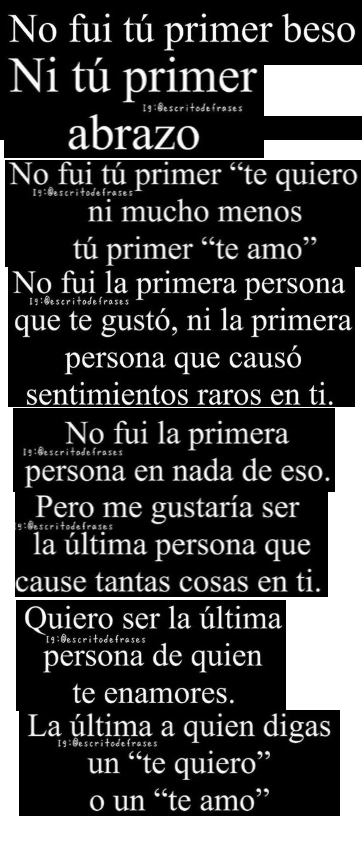 No fui tú primer beso
Ni tú primer
Ig:@escritodefrases
abrazo
No fui tú primer “te quiero
Ig:@escritodefrases
ni mucho menos
tú primer “te amo”
No fui la primera persona
Ig:@escritodefrases
que te gustó, ni la primera
persona que causó
sentimientos raros en ti.
No fui la primera
Ig:@escritodefrases
persona en nada de eso.
Pero me gustaría ser
g:@escritodefrases
la última persona que
cause tantas cosas en ti.
Quiero ser la última
Ig:@escritodefrases
persona de quien
te enamores.
La última a quien digas
Ig:@escritodefrases
un “te quiero”
o un “te amo”